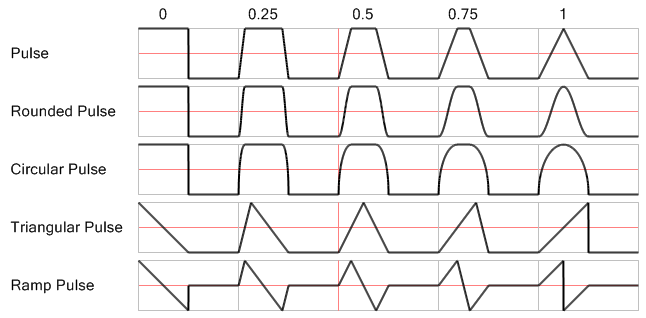 0 0.25 0.5 0.75 1
Pulse
Rounded Pulse
Circular Pulse
Triangular Pulse
Ramp Pulse